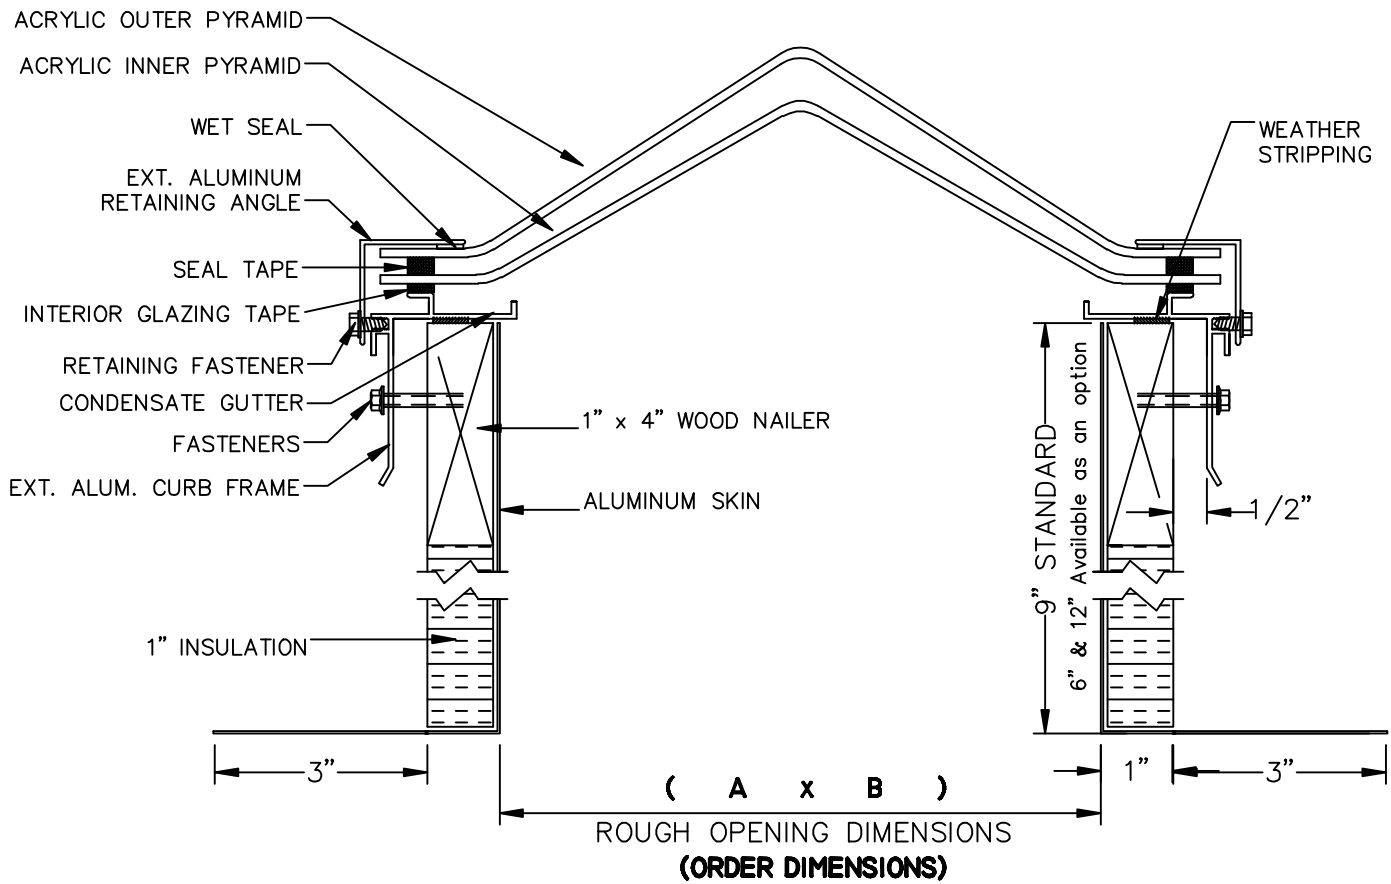 ACRYLIC OUTER PYRAMID
ACRYLIC INNER PYRAMID
WET SEAL
EXT. ALUMINUM
RETAINING ANGLE
SEAL TAPE
INTERIOR GLAZING TAPE
RETAINING FASTENER
CONDENSATE GUTTER
FASTENERS
EXT. ALUM. CURB FRAME
1" INSULATION
WEATHER
STRIPPING
1" x 4" WOOD NAILER
ALUMINUM SKIN
9" STANDARD
6" & 12" Available as an option
1/2"
3"
1"
3"
( A x B )
ROUGH OPENING DIMENSIONS
(ORDER DIMENSIONS)